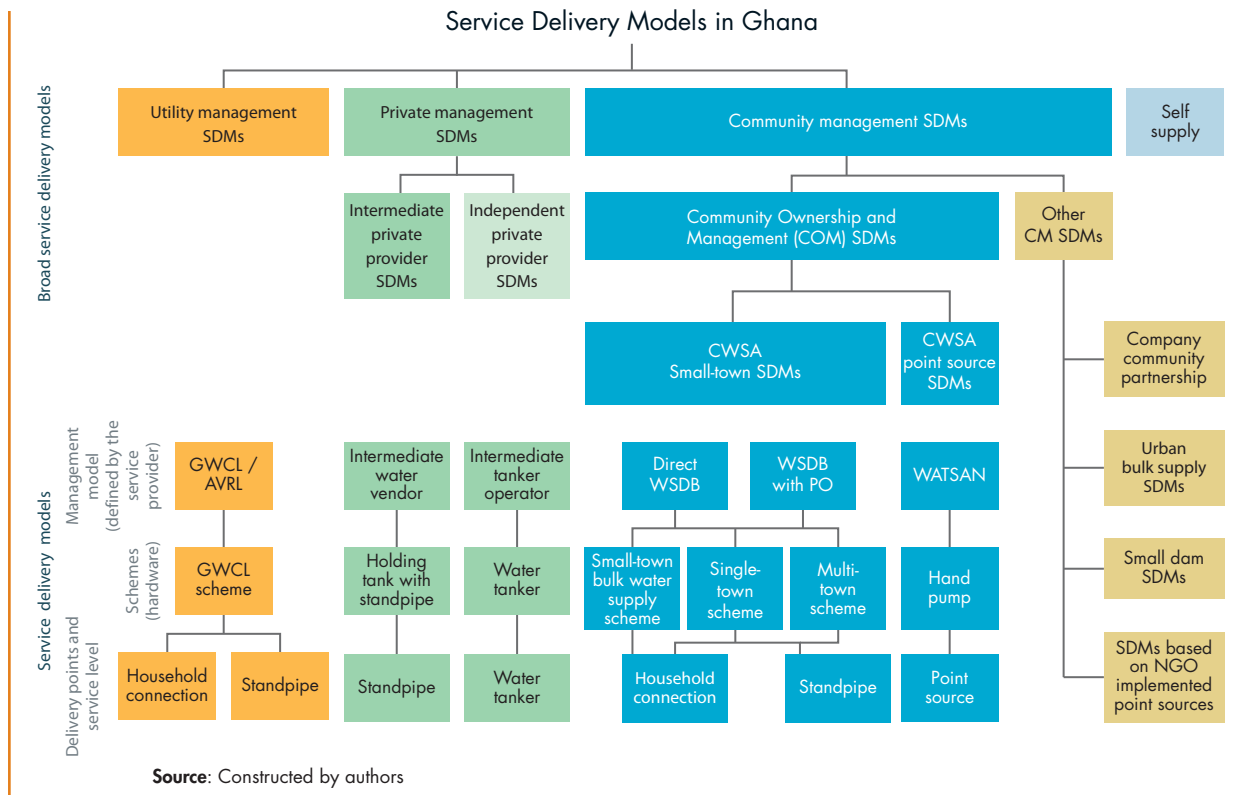 Service Delivery Models in Ghana
Broad service delivery models
Utility management
SDMs
Private management
SDMs
Community management SDMs
Self
supply
Intermediate
private
provider
SDMs
Independent
private
provider
SDMs
Community Ownership and
Management (COM) SDMs
Other
CM SDMs
CWSA
Small-town SDMs
CWSA
point source
SDMs
Company
community
partnership
Urban
bulk supply
SDMs
Small dam
SDMs
SDMs based
on NGO
implemented
point sources
Service delivery models
Management
model
(defined by the
service
provider)
GWCL /
AVRL
Intermediate
water
vendor
Intermediate
tanker
operator
Direct
WSDB
WSDB
with PO
WATSAN
Schemes
(hardware)
GWCL
scheme
Holding
tank with
standpipe
Water
tanker
Small-town
bulk water
supply
scheme
Single-
town
scheme
Multi-
town
scheme
Hand
pump
Delivery points and
service level
Household
connection
Standpipe
Standpipe
Water
tanker
Household
connection
Standpipe
Point
source
Source: Constructed by authors